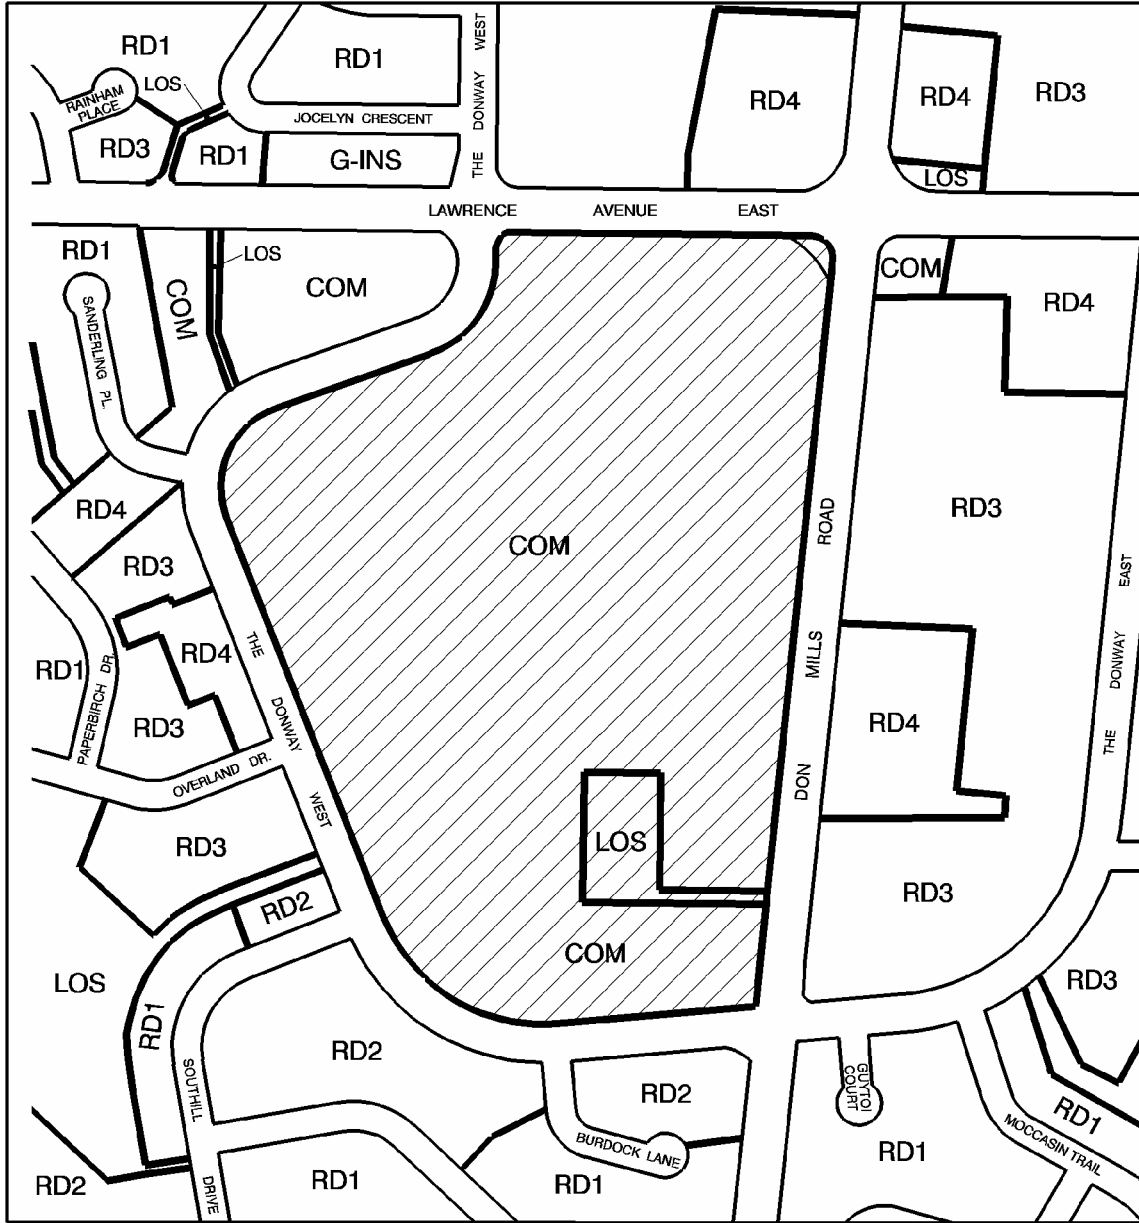 RD1
RD1
THE DONWAY WEST
RD4
RD4
RD3
LOS
RAINHAM
PLACE
JOCELYN CRESCENT
RD3
RD1
G-INS
LOS
LAWRENCE AVENUE EAST
RD1
LOS
COM
COM
COM
RD4
SANDERLING PL.
RD4
RD3
COM
DON MILLS ROAD
RD3
THE DONWAY EAST
RD1
PAPERBIRCH DR.
RD4
RD3
THE DONWAY WEST
OVERLAND DR.
RD4
RD3
LOS
RD3
RD2
COM
LOS
RD1
RD3
RD2
SOUTHILL DRIVE
RD2
GUYTOI
COURT
RD1
MOCCASIN TRAIL
BURDOCK LANE
RD1
RD2
RD1
RD1